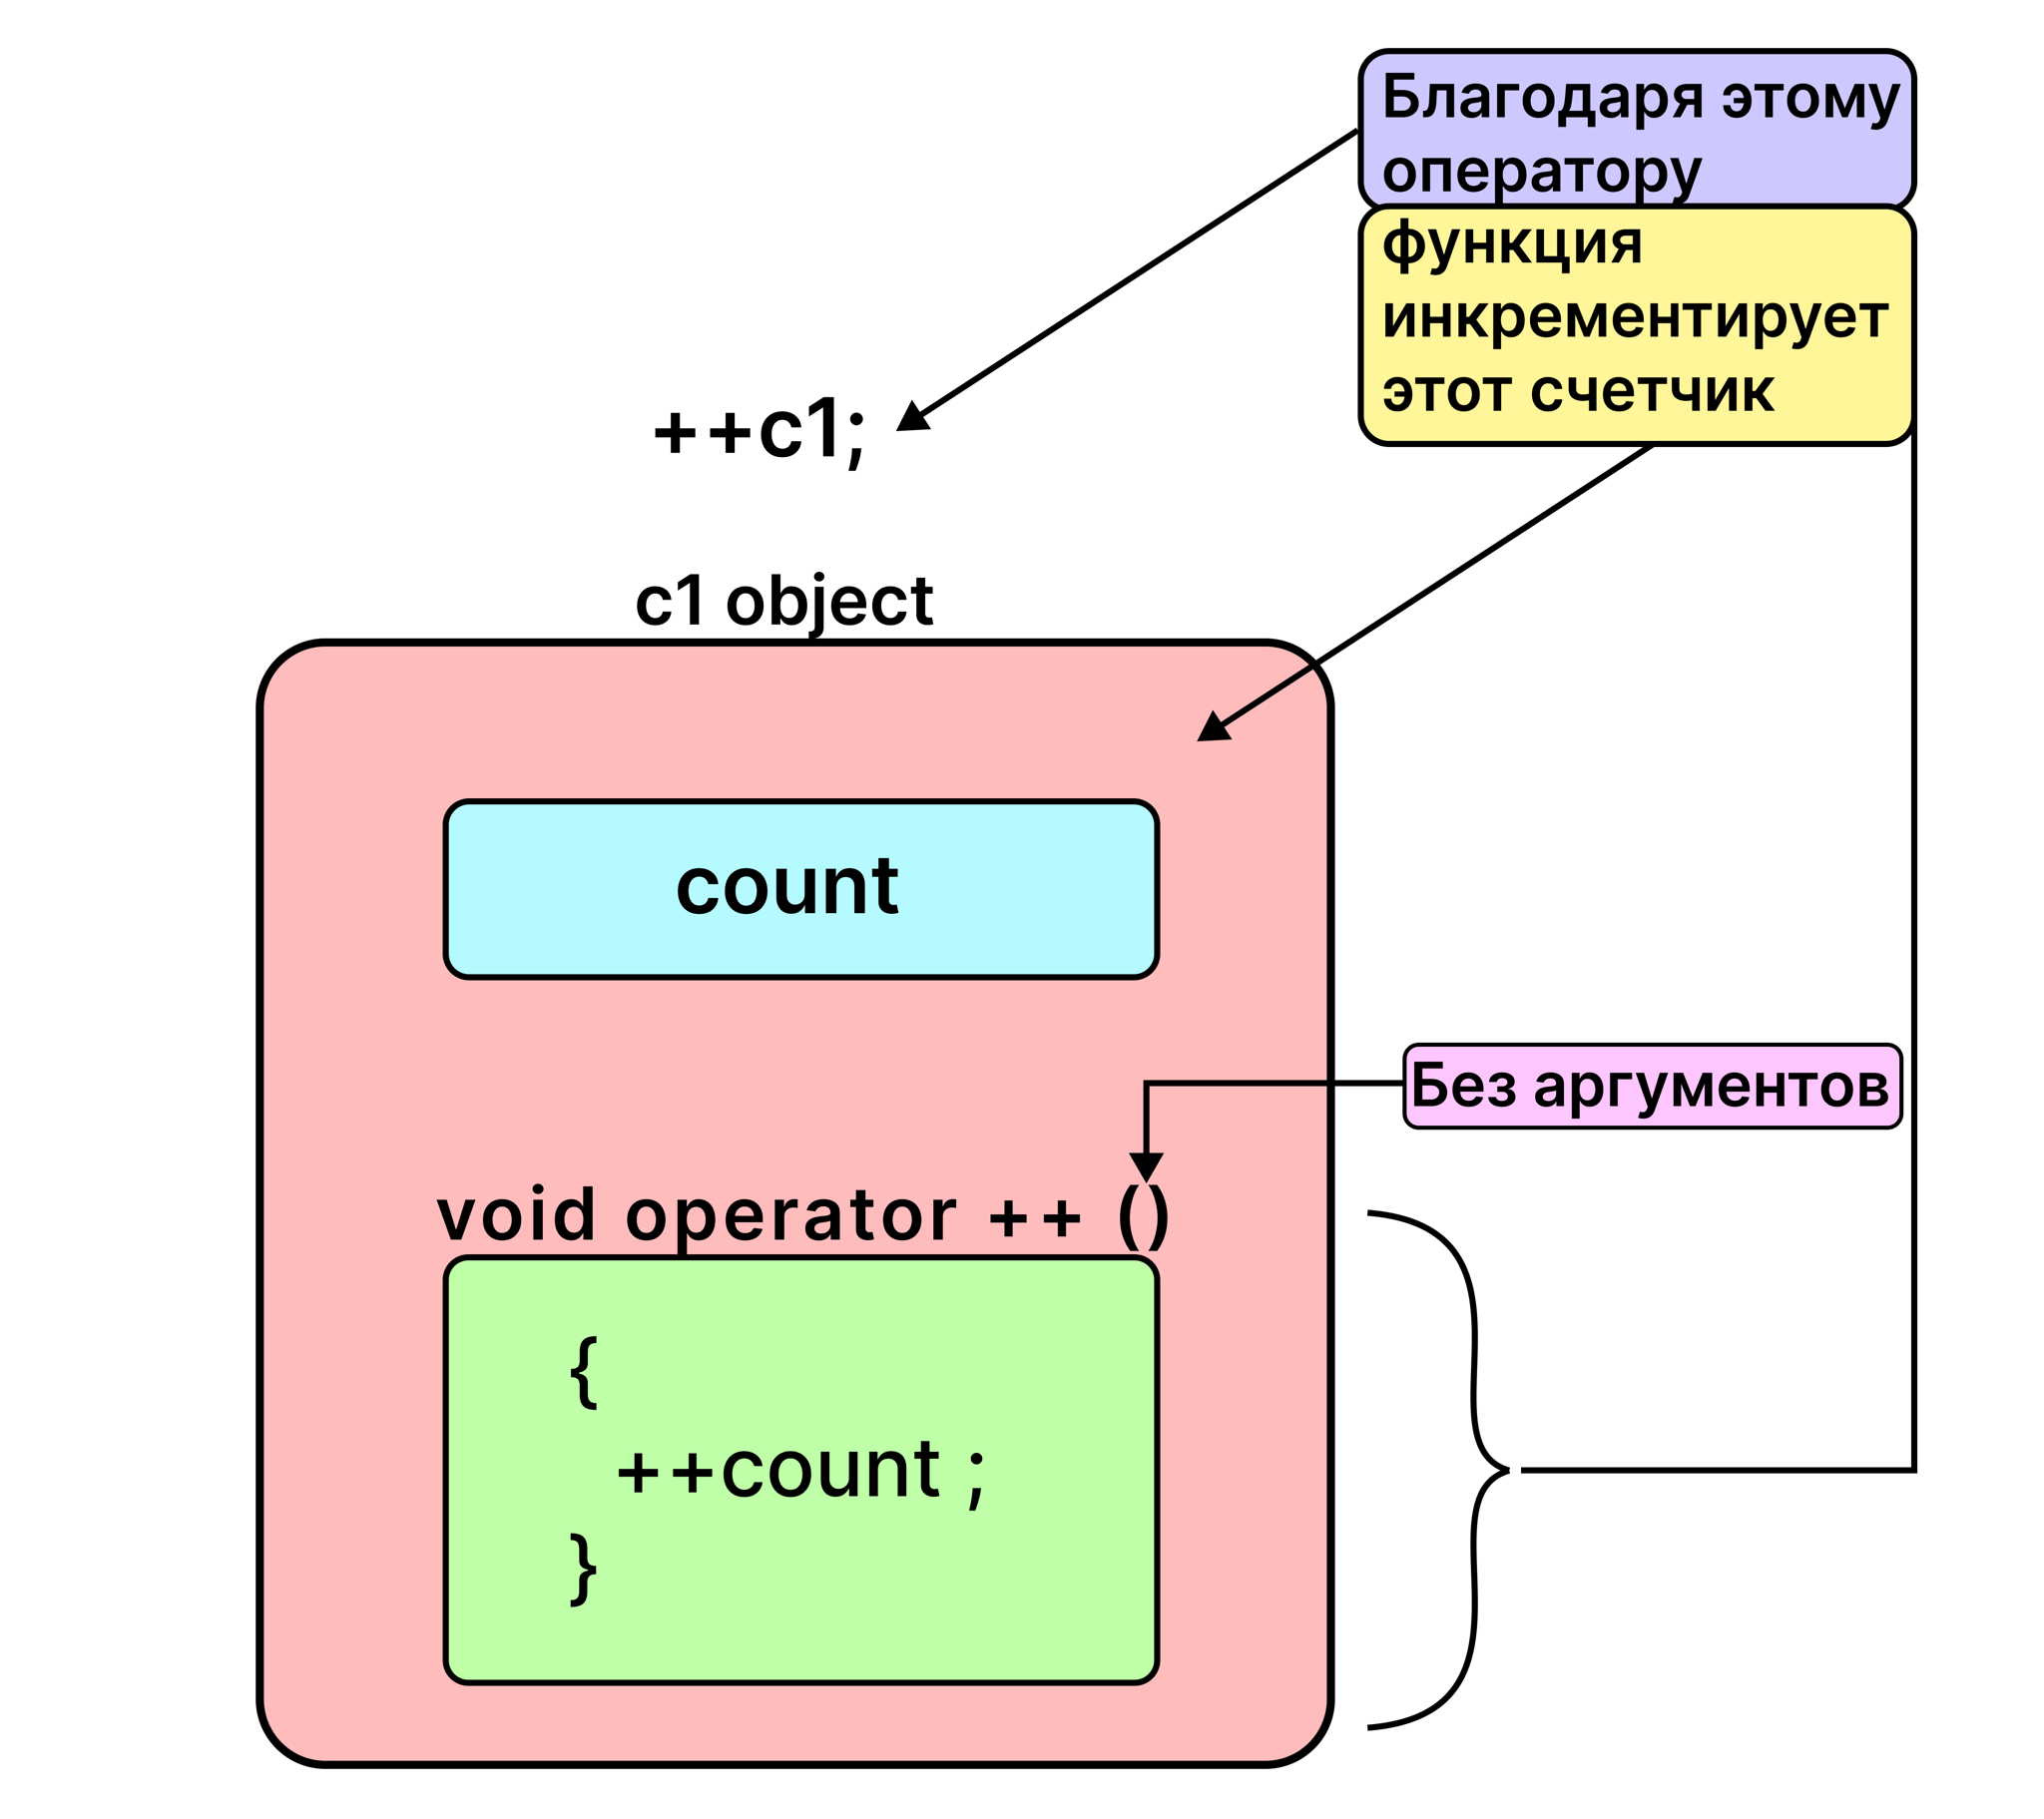 Благодаря этому
оператору
функция
инкрементирует
этот счетчик
++c1;
c1 object
count
Без аргументов
void operator ++ ()
{
++count ;
}